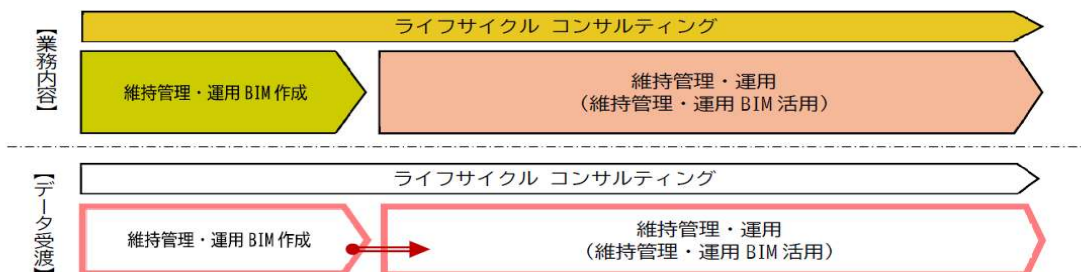 【業務内容】
ライフサイクル コンサルティング
維持管理・運用 BIM 作成
維持管理・運用
（維持管理・運用 BIM 活用）
【データ受渡】
ライフサイクル コンサルティング
維持管理・運用 BIM 作成
維持管理・運用
（維持管理・運用 BIM 活用）